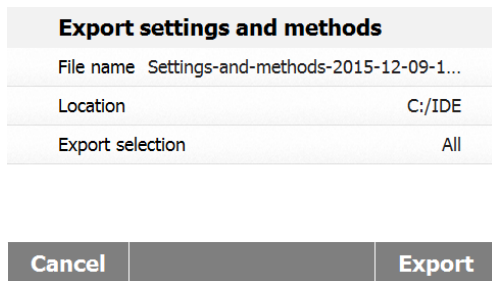 Export settings and methods
File name Settings-and-methods-2015-12-09-1...
Location C:/IDE
Export selection All
Cancel Export